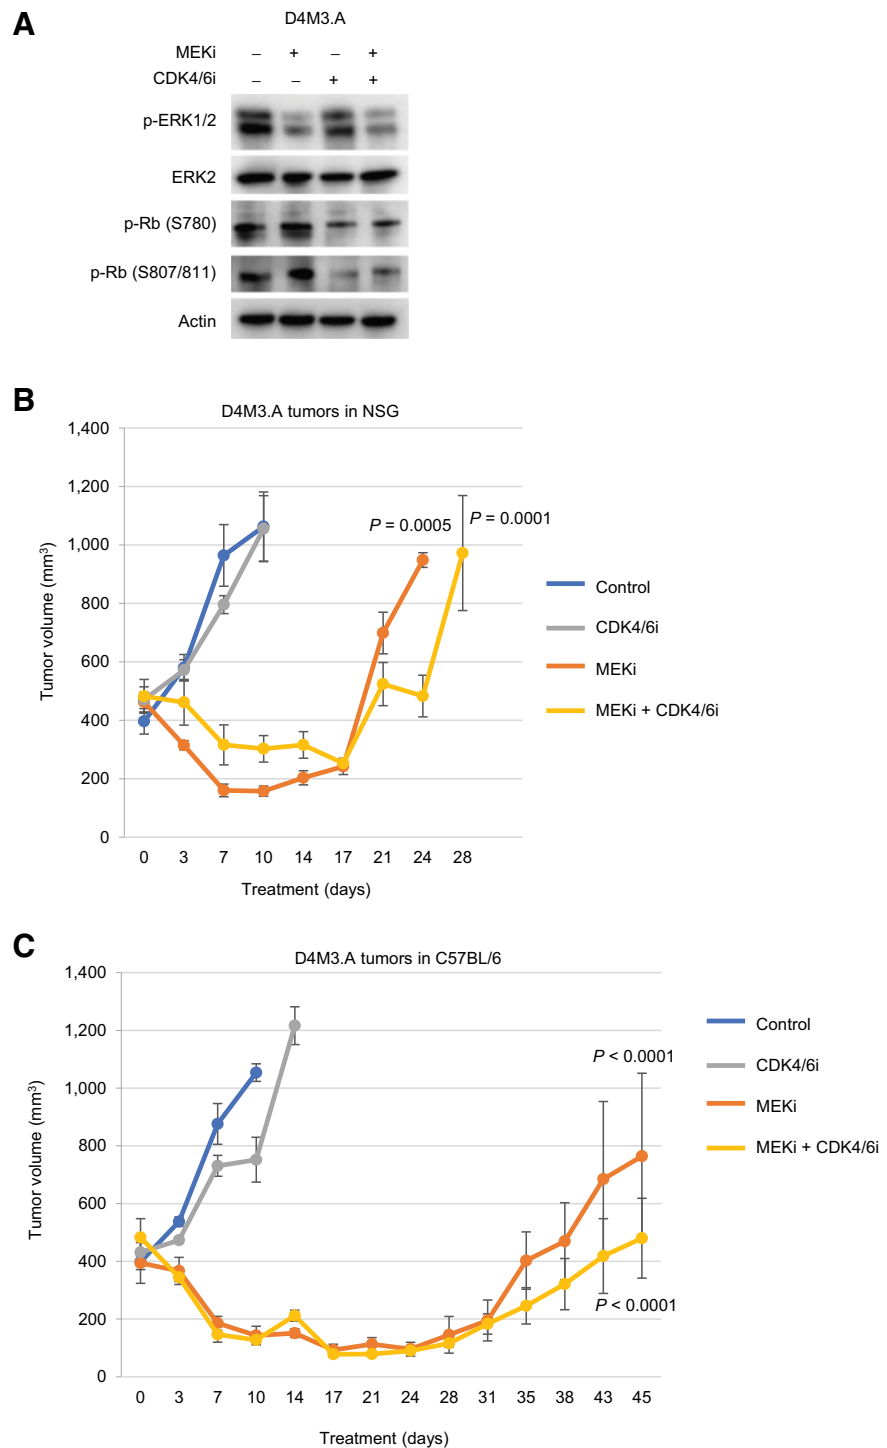 A
D4M3.A
MEKi – + – +
CDK4/6i – – + +
p-ERK1/2
ERK2
p-Rb (S780)
p-Rb (S807/811)
Actin
B
D4M3.A tumors in NSG
1,400
1,200
1,000
800
600
400
200
0
Tumor volume (mm³)
P = 0.0005
P = 0.0001
0 3 7 10 14 17 21 24 28
Treatment (days)
Control
CDK4/6i
MEKi
MEKi + CDK4/6i
C
D4M3.A tumors in C57BL/6
1,400
1,200
1,000
800
600
400
200
0
Tumor volume (mm³)
P < 0.0001
P < 0.0001
0 3 7 10 14 17 21 24 28 31 35 38 43 45
Treatment (days)
Control
CDK4/6i
MEKi
MEKi + CDK4/6i